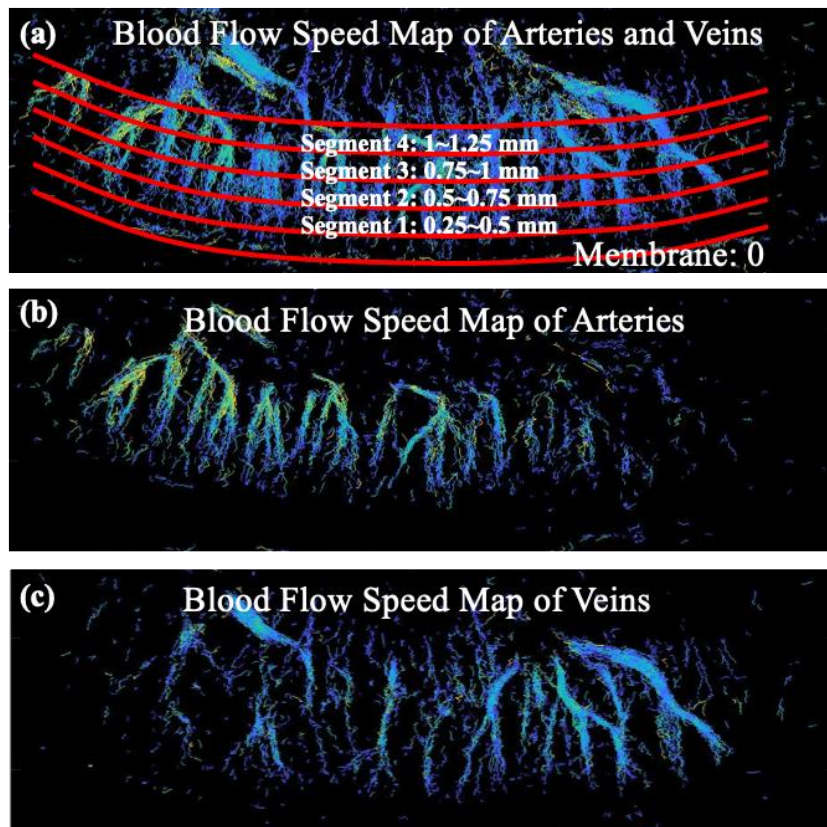 (a) Blood Flow Speed Map of Arteries and Veins
Segment 4: 1~1.25 mm
Segment 3: 0.75~1 mm
Segment 2: 0.5~0.75 mm
Segment 1: 0.25~0.5 mm
Membrane: 0
(b) Blood Flow Speed Map of Arteries
(c) Blood Flow Speed Map of Veins